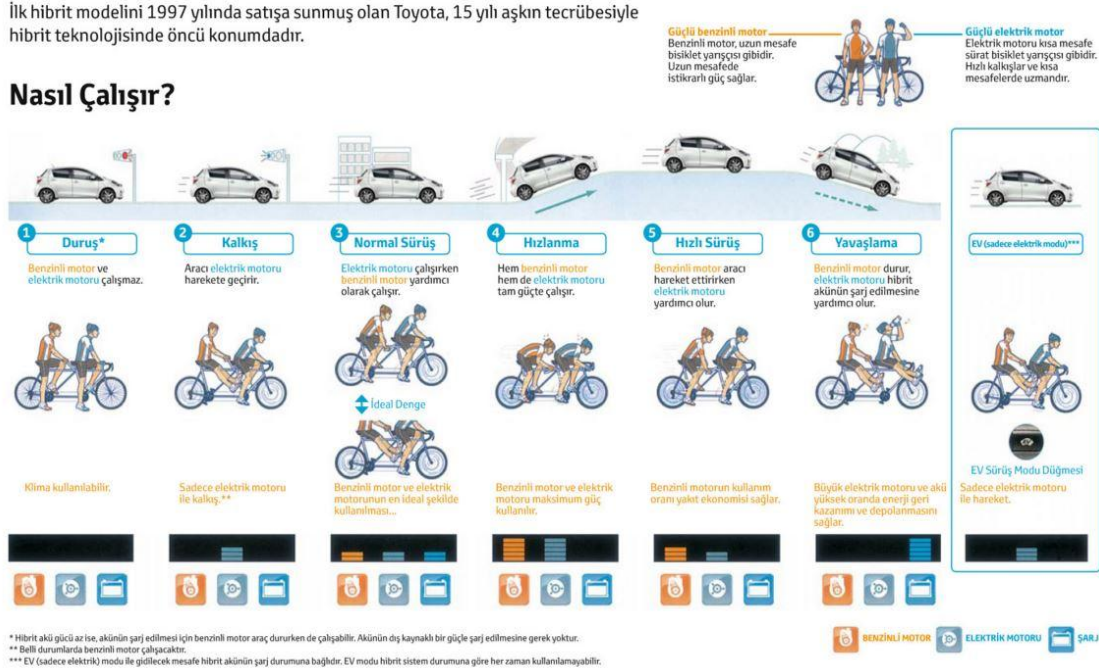 İlk hibrit modelini 1997 yılında satışa sunmuş olan Toyota, 15 yılı aşkın tecrübesiyle
hibrit teknolojisinde öncü konumdadır.
Güçlü benzinli motor
Benzinli motor, uzun mesafe
bisiklet yarışçısı gibidir.
Uzun mesafede
istikrarlı güç sağlar.
Güçlü elektrik motor
Elektrik motoru kısa mesafe
sürat bisiklet yarışçısı gibidir.
Hızlı kalkışlar ve kısa
mesafelerde uzmandır.
Nasıl Çalışır?
1 Duruş*
Benzinli motor ve
elektrik motoru çalışmaz.
Klima kullanılabilir.
2 Kalkış
Aracı elektrik motoru
harekete geçirir.
Sadece elektrik motoru
ile kalkış.**
3 Normal Sürüş
Elektrik motoru çalışırken
benzinli motor yardımcı
olarak çalışır.
İdeal Denge
Benzinli motor ve elektrik
motorunun en ideal şekilde
kullanılması...
4 Hızlanma
Hem benzinli motor
hem de elektrik motoru
tam güçte çalışır.
Benzinli motor ve elektrik
motoru maksimum güç
kullanılır.
5 Hızlı Sürüş
Benzinli motor aracı
hareket ettirirken
elektrik motoru
yardımcı olur.
Benzinli motorun kullanım
oranı yakıt ekonomisi sağlar.
6 Yavaşlama
Benzinli motor durur,
elektrik motoru hibrit
akünün şarj edilmesine
yardımcı olur.
Büyük elektrik motoru ve akü
yüksek oranda enerji geri
kazanımı ve depolanmasını
sağlar.
EV (sadece elektrik modu)***
EV Sürüş Modu Düğmesi
Sadece elektrik motoru
ile hareket.
* Hibrit akü gücü az ise, akünün şarj edilmesi için benzinli motor araç dururken de çalışabilir. Akünün dış kaynaklı bir güçle şarj edilmesine gerek yoktur.
** Belli durumlarda benzinli motor çalışacaktır.
*** EV (sadece elektrik) modu ile gidilecek mesafe hibrit akünün şarj durumuna bağlıdır. EV modu hibrit sistem durumuna göre her zaman kullanılamayabilir.
BENZİNLİ MOTOR
ELEKTRİK MOTORU
ŞARJ